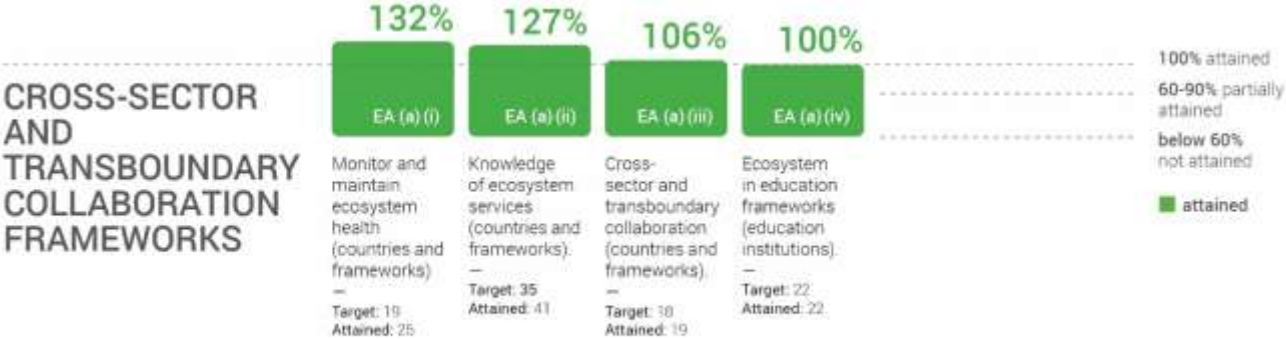 132%
127%
106%
100%
CROSS-SECTOR
AND
TRANSBOUNDARY
COLLABORATION
FRAMEWORKS
EA (a) (i)
EA (a) (ii)
EA (a) (iii)
EA (a) (iv)
Monitor and
maintain
ecosystem
health
(countries and
frameworks)
—
Target: 19
Attained: 25
Knowledge
of ecosystem
services
(countries and
frameworks).
—
Target: 35
Attained: 41
Cross-
sector and
transboundary
collaboration
(countries and
frameworks).
—
Target: 18
Attained: 19
Ecosystem
in education
frameworks
(education
institutions).
—
Target: 22
Attained: 22
100% attained
60-90% partially
attained
below 60%
not attained
attained